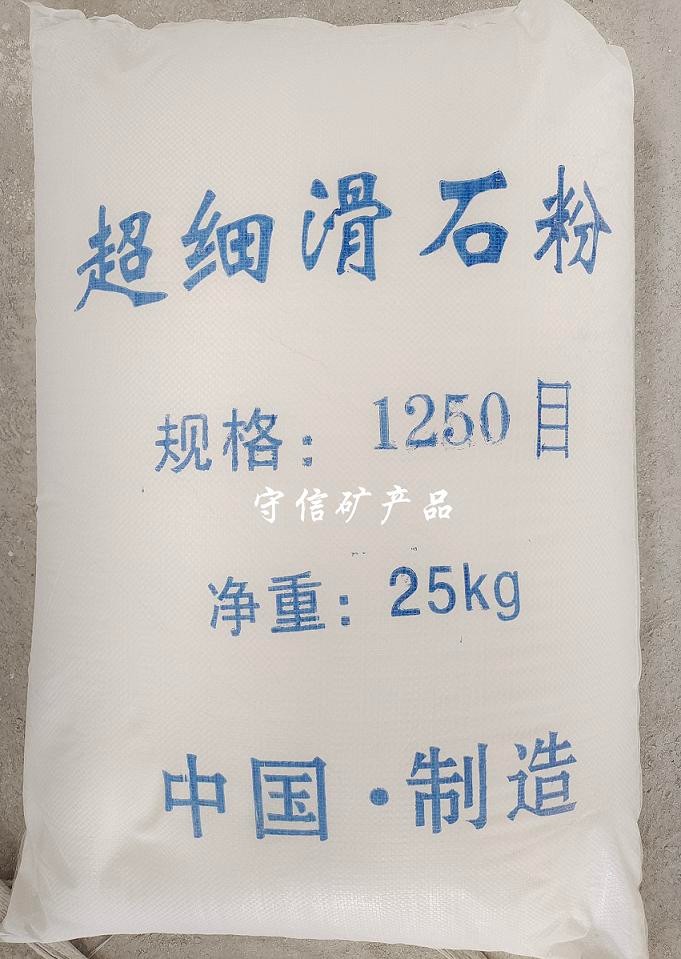 超细滑石粉
规格：1250目
守信矿产品
净重：25kg
中国·制造